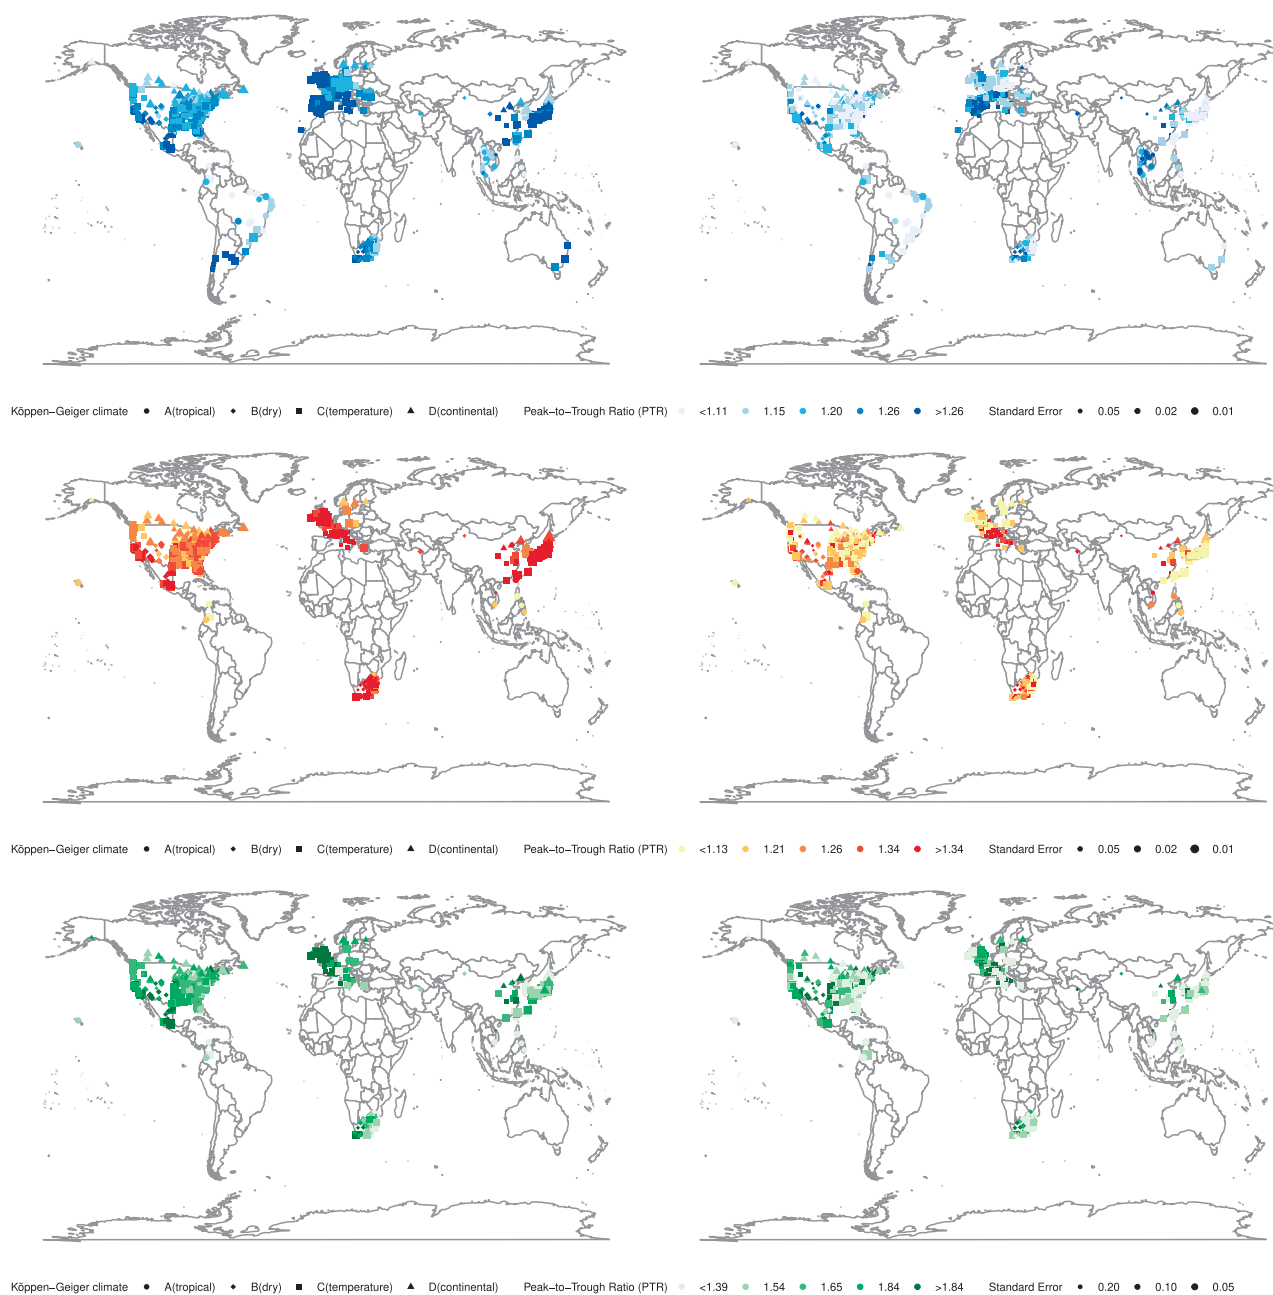 Köppen−Geiger climate A(tropical) B(dry) C(temperature) D(continental) Peak−to−Trough Ratio (PTR) <1.11 1.15 1.20 1.26 >1.26 Standard Error 0.05 0.02 0.01
Köppen−Geiger climate A(tropical) B(dry) C(temperature) D(continental) Peak−to−Trough Ratio (PTR) <1.13 1.21 1.26 1.34 >1.34 Standard Error 0.05 0.02 0.01
Köppen−Geiger climate A(tropical) B(dry) C(temperature) D(continental) Peak−to−Trough Ratio (PTR) <1.39 1.54 1.65 1.84 >1.84 Standard Error 0.20 0.10 0.05